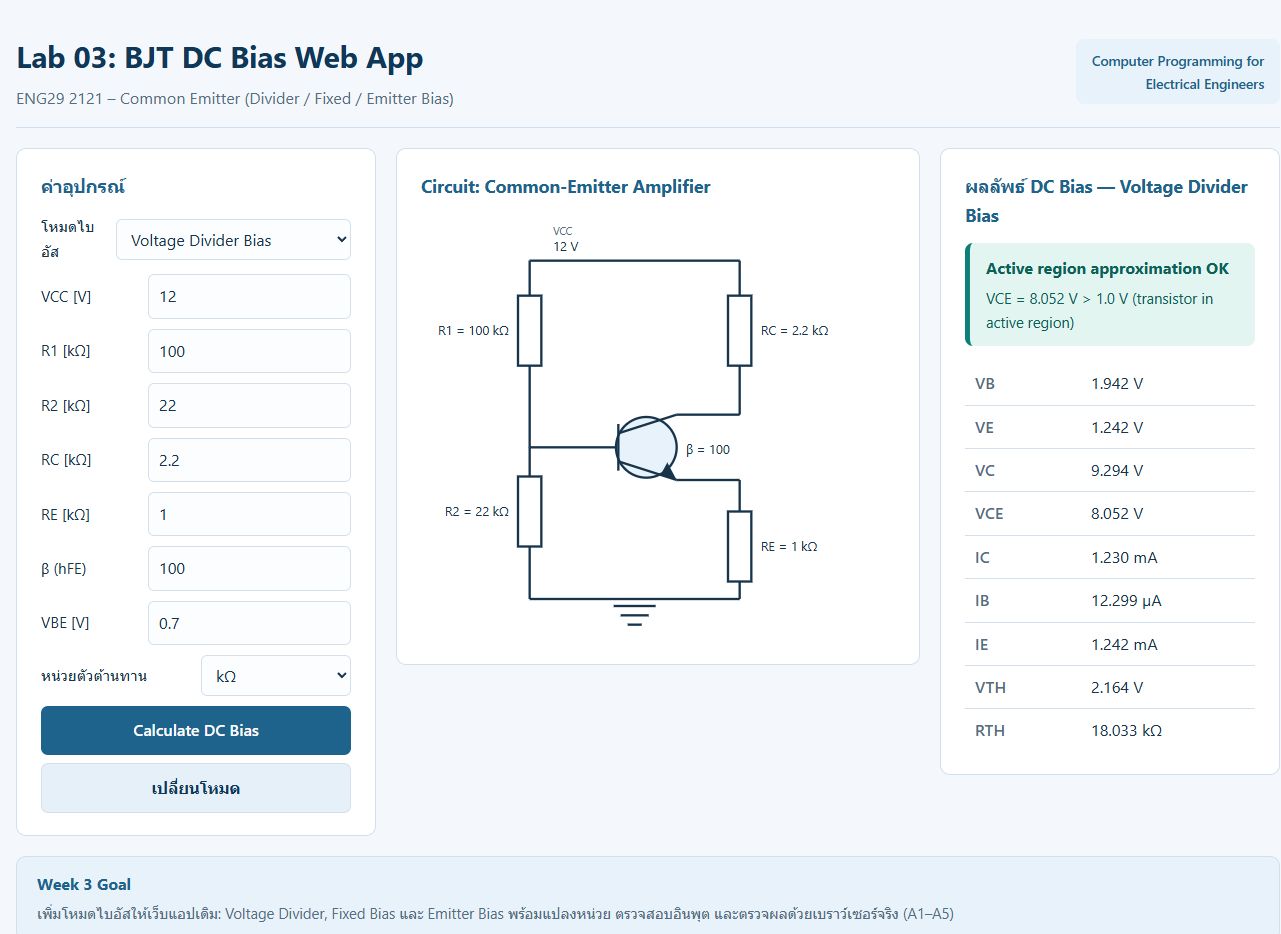 Lab 03: BJT DC Bias Web App
ENG29 2121 – Common Emitter (Divider / Fixed / Emitter Bias)
Computer Programming for
Electrical Engineers
ค่าอุปกรณ์
โหมดไบ
อัส
Voltage Divider Bias
VCC [V]
12
R1 [kΩ]
100
R2 [kΩ]
22
RC [kΩ]
2.2
RE [kΩ]
1
β (hFE)
100
VBE [V]
0.7
หน่วยตัวต้านทาน
kΩ
Calculate DC Bias
เปลี่ยนโหมด
Circuit: Common-Emitter Amplifier
VCC
12 V
R1 = 100 kΩ
RC = 2.2 kΩ
β = 100
R2 = 22 kΩ
RE = 1 kΩ
ผลลัพธ์ DC Bias — Voltage Divider
Bias
Active region approximation OK
VCE = 8.052 V > 1.0 V (transistor in
active region)
VB 1.942 V
VE 1.242 V
VC 9.294 V
VCE 8.052 V
IC 1.230 mA
IB 12.299 µA
IE 1.242 mA
VTH 2.164 V
RTH 18.033 kΩ
Week 3 Goal
เพิ่มโหมดไบอัสให้เว็บแอปเดิม: Voltage Divider, Fixed Bias และ Emitter Bias พร้อมแปลงหน่วย ตรวจสอบอินพุต และตรวจผลด้วยเบราว์เซอร์จริง (A1–A5)